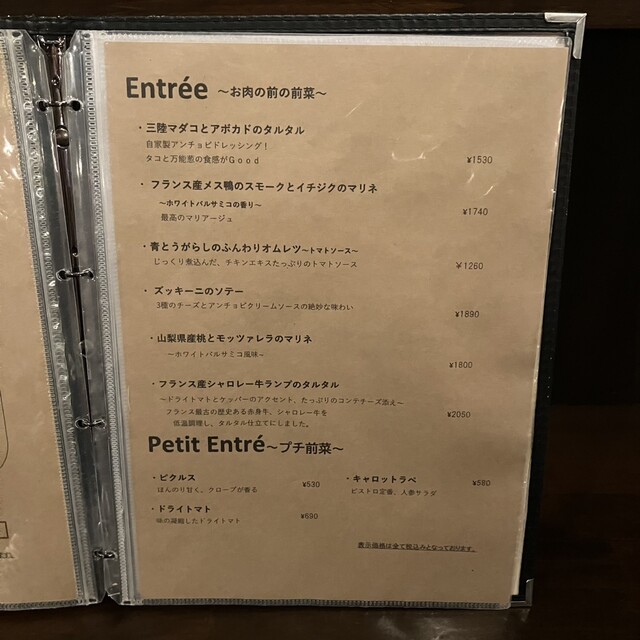 Entrée ～お肉の前の前菜～
・三陸マダコとアボカドのタルタル
自家製アンチョビドレッシング！
タコと万能葱の食感がＧｏｏｄ ¥1530
・フランス産メス鴨のスモークとイチジクのマリネ
～ホワイトバルサミコの香り～ ¥1740
最高のマリアージュ
・青とうがらしのふんわりオムレツ～トマトソース～
じっくり煮込んだ、チキンエキスたっぷりのトマトソース ￥1260
・ ズッキーニのソテー
3種のチーズとアンチョビクリームソースの絶妙な味わい ¥1890
・山梨県産桃とモッツァレラのマリネ
～ホワイトバルサミコ風味～ ¥1800
・フランス産シャロレー牛ランプのタルタル
～ドライトマトとケッパーのアクセント、たっぷりのコンテチーズ添え～
フランス最古の歴史ある赤身牛、シャロレー牛を ¥2050
低温調理し、タルタル仕立てにしました。
Petit Entré～プチ前菜～
・ピクルス ・キャロットラペ
ほんのり甘く、クローブが香る ¥530 ビストロ定番、人参サラダ ¥580
・ドライトマト
味の凝縮したドライトマト ¥690
表示価格は全て税込みとなっております。